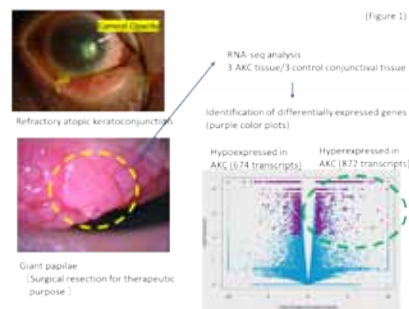 (Figure 1)
Corneal Opacity
RNA-seq analysis
3 AKC tissue/3 control conjunctival tissue
Refractory atopic keratoconjunction
Identification of differentially expressed genes
(purple color plots)
Hypoexpressed in
AKC (674 transcripts)
Hyperexpressed in
AKC (872 transcripts)
Giant papilae
(Surgical resection for therapeutic
purpose )